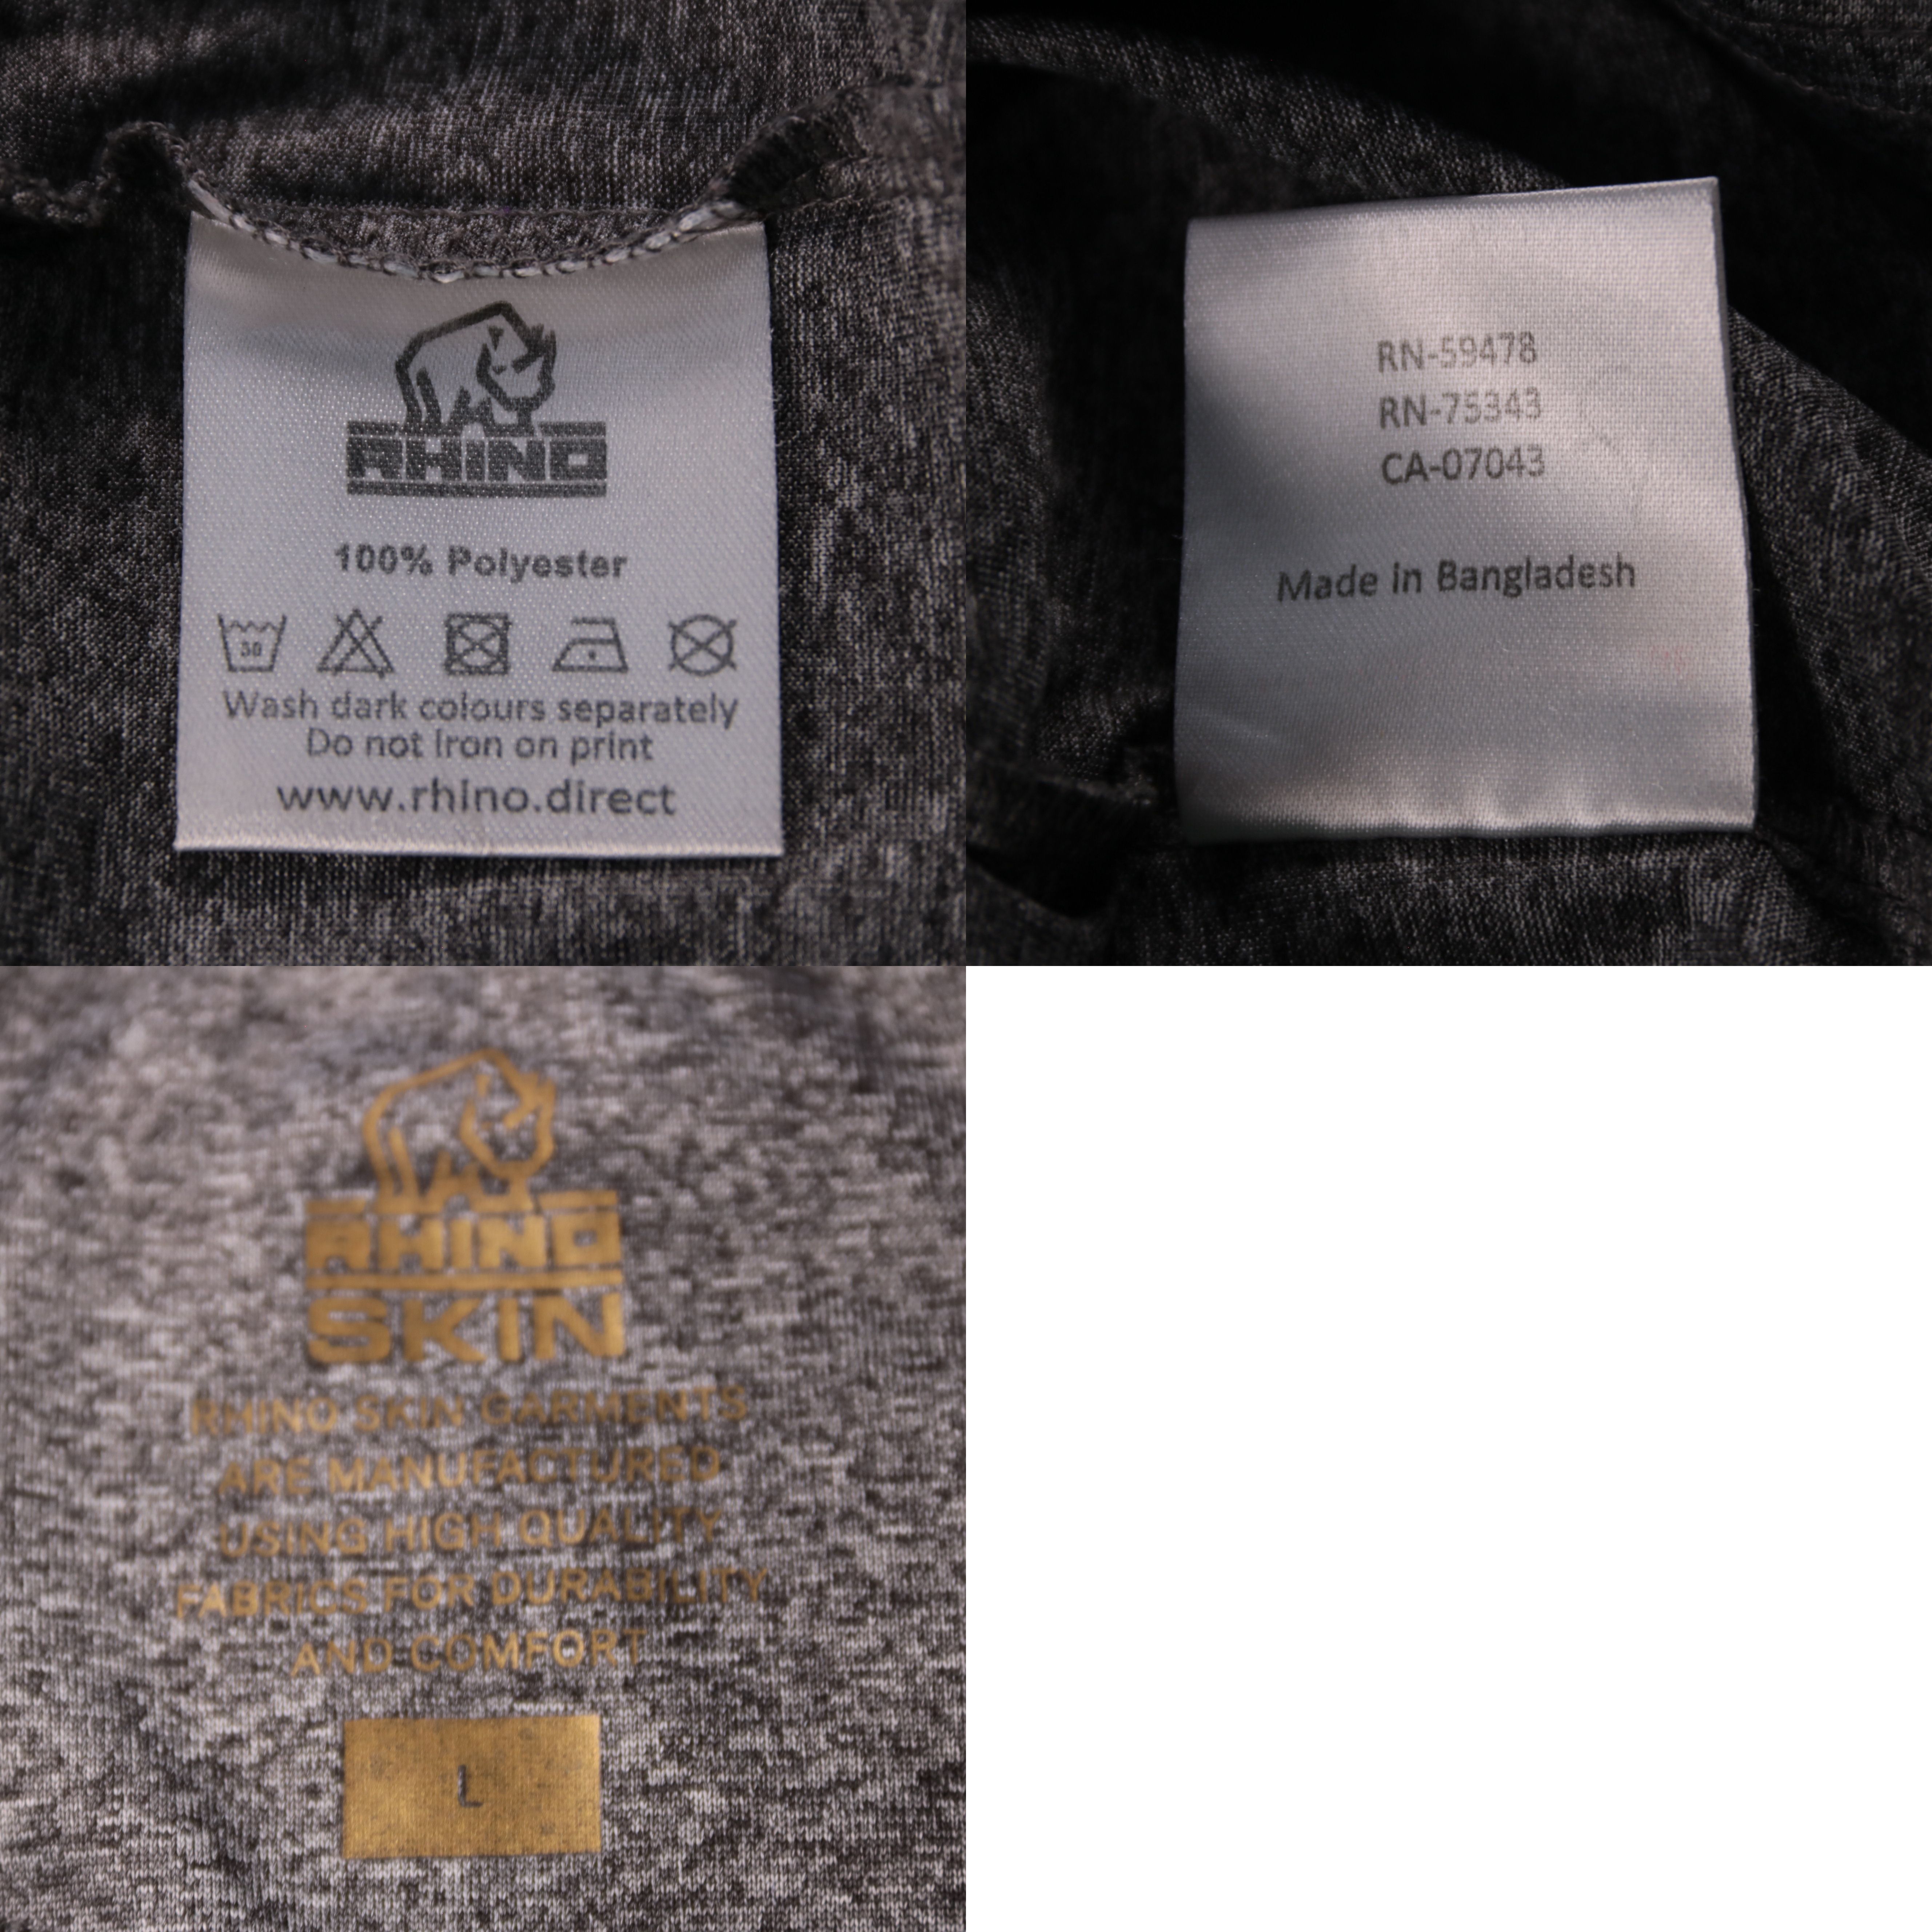 RHINO
100% Polyester
30
Wash dark colours separately
Do not Iron on print
www.rhino.direct
RN-59478
RN-75343
CA-07043
Made in Bangladesh
RHINO
SKIN
RHINO SKIN GARMENTS
ARE MANUFACTURED
USING HIGH QUALITY
FABRICS FOR DURABILITY
AND COMFORT
L